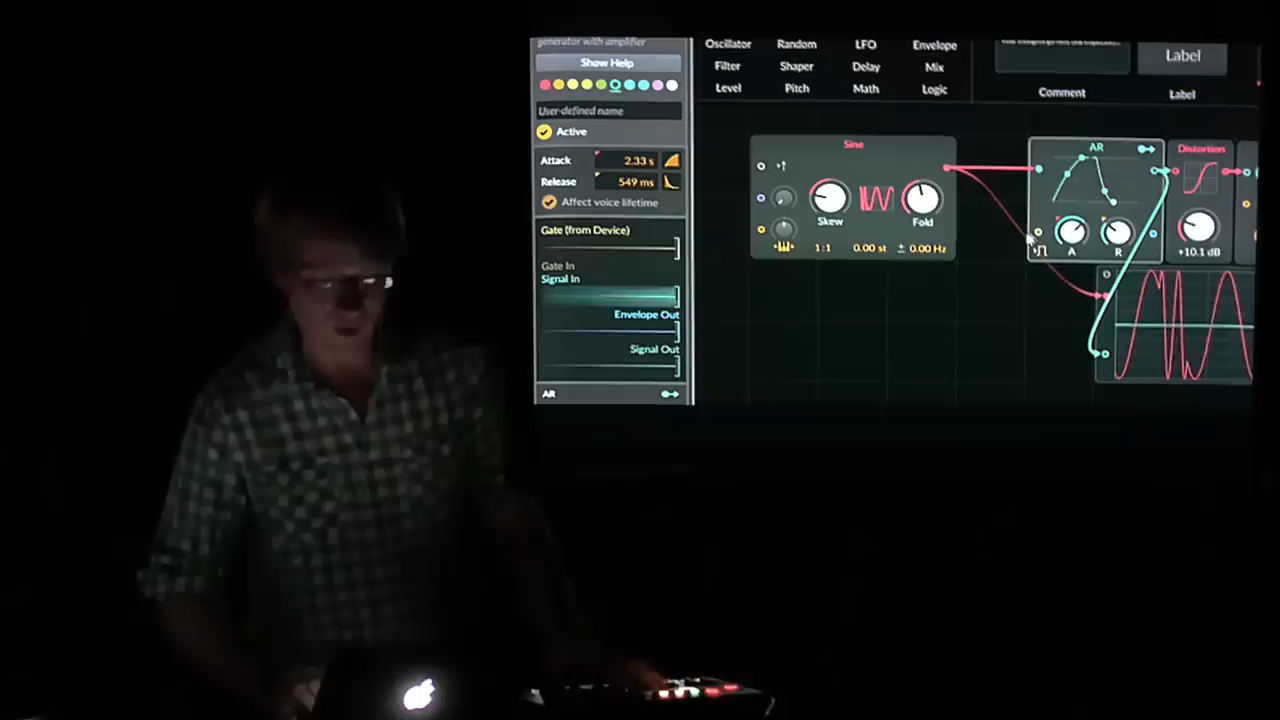 generator with amplifier
Show Help
User-defined name
Active
Attack 2.33 s
Release 549 ms
Affect voice lifetime
Gate (from Device)
Gate In
Signal In
Envelope Out
Signal Out
AR
Oscillator Random LFO Envelope
Filter Shaper Delay Mix
Level Pitch Math Logic
Label
Comment Label
Sine
Skew Fold
1:1 0.00 st ± 0.00 Hz
AR
A R
Distortion
+10.1 dB